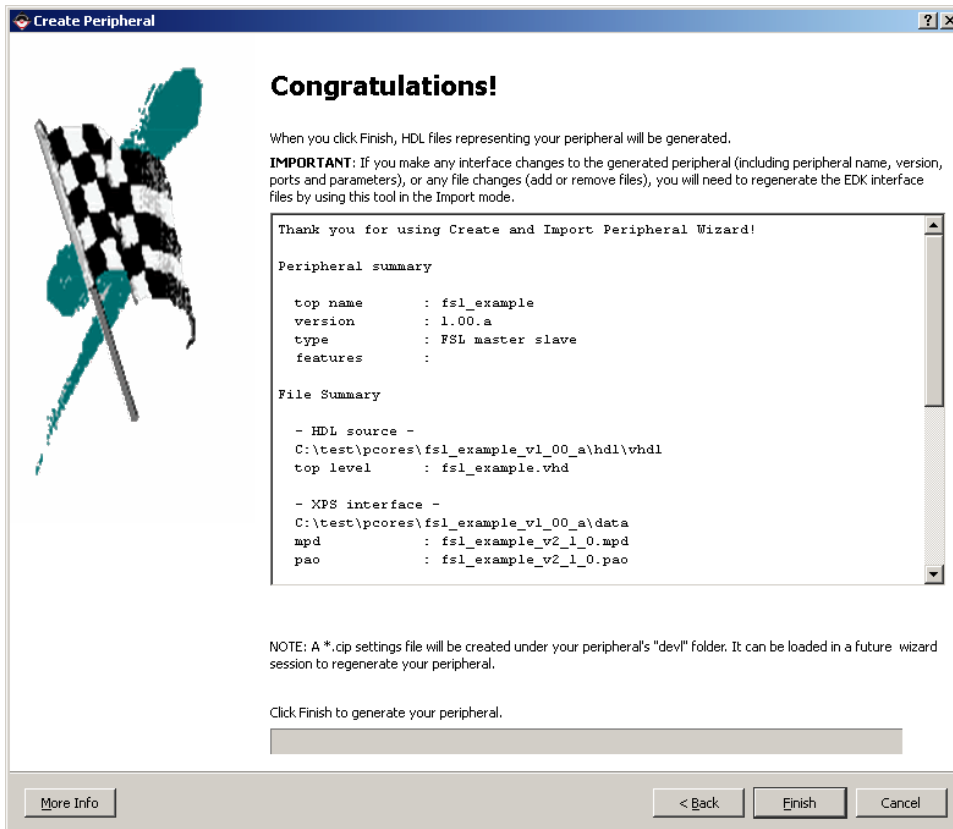 Create Peripheral
Congratulations!
When you click Finish, HDL files representing your peripheral will be generated.
IMPORTANT: If you make any interface changes to the generated peripheral (including peripheral name, version,
ports and parameters), or any file changes (add or remove files), you will need to regenerate the EDK interface
files by using this tool in the Import mode.
Thank you for using Create and Import Peripheral Wizard!
Peripheral summary
top name : fsl_example
version : 1.00.a
type : FSL master slave
features :
File Summary
- HDL source -
C:\test\pcores\fsl_example_v1_00_a\hdl\vhdl
top level : fsl_example.vhd
- XPS interface -
C:\test\pcores\fsl_example_v1_00_a\data
mpd : fsl_example_v2_1_0.mpd
pao : fsl_example_v2_1_0.pao
NOTE: A *.cip settings file will be created under your peripheral's "devl" folder. It can be loaded in a future wizard
session to regenerate your peripheral.
Click Finish to generate your peripheral.
More Info
< Back
Finish
Cancel